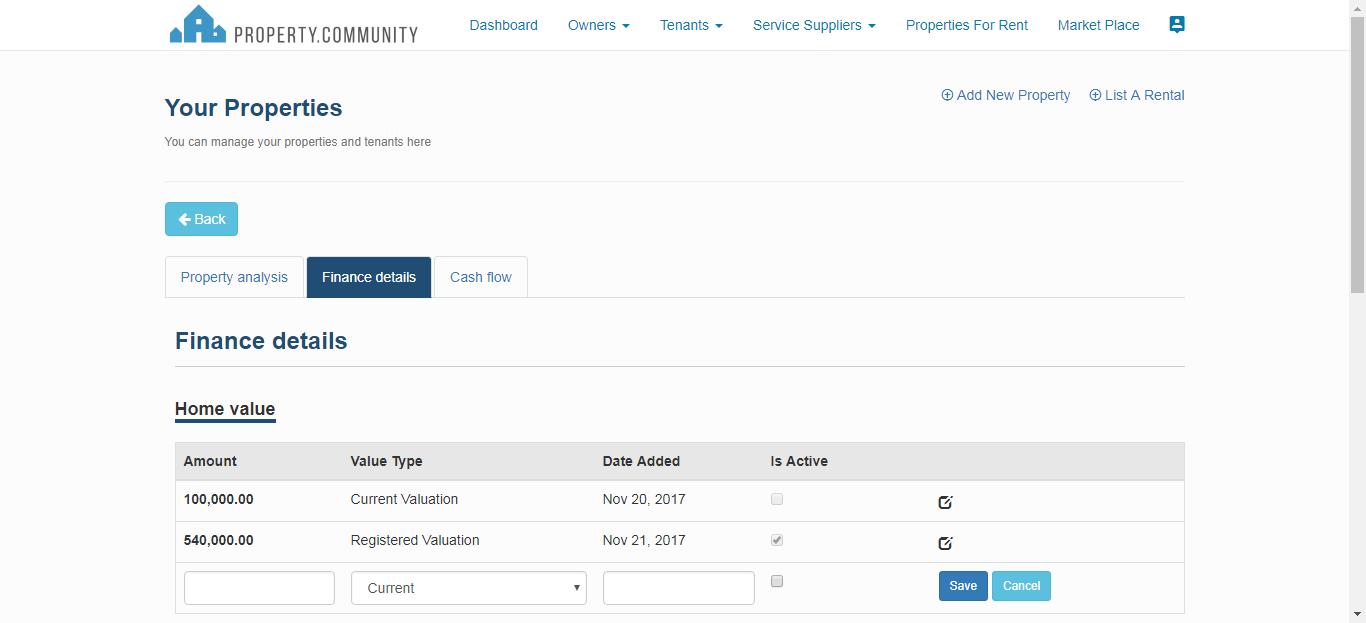 PROPERTY.COMMUNITY Dashboard Owners Tenants Service Suppliers Properties For Rent Market Place
Your Properties
Add New Property List A Rental
You can manage your properties and tenants here
Back
Property analysis Finance details Cash flow
Finance details
Home value
Amount Value Type Date Added Is Active
100,000.00 Current Valuation Nov 20, 2017
540,000.00 Registered Valuation Nov 21, 2017
Current Save Cancel